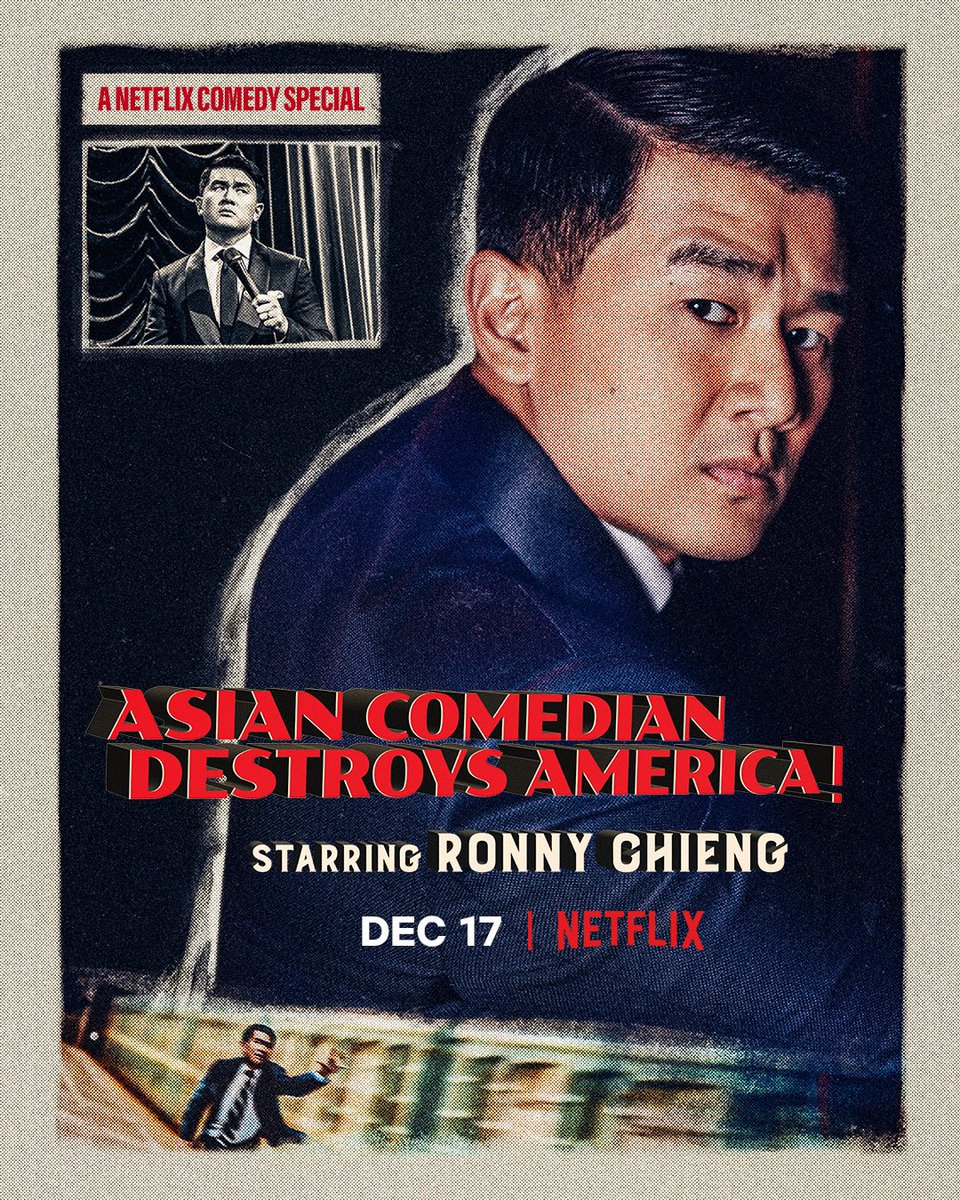 A NETFLIX COMEDY SPECIAL
ASIAN COMEDIAN
DESTROYS AMERICA!
STARRING RONNY CHIENG
DEC 17 | NETFLIX